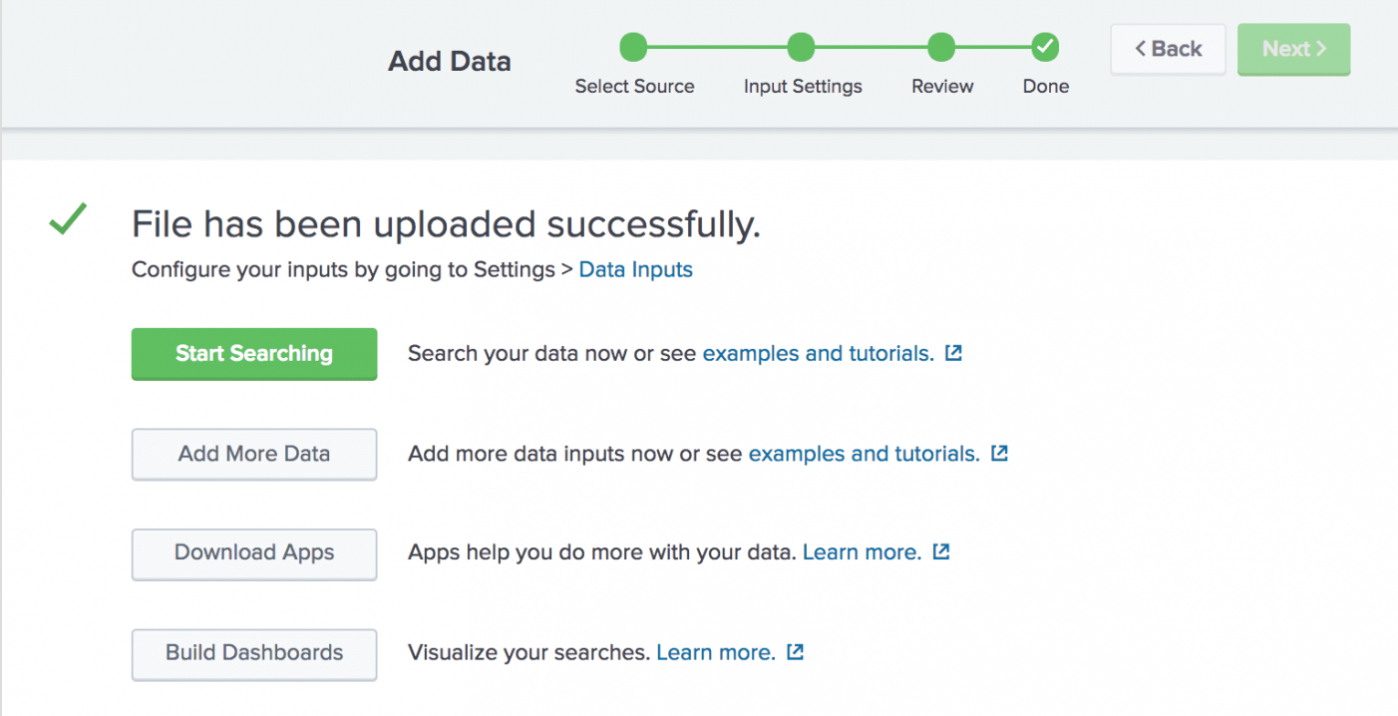 Add Data
Select Source
Input Settings
Review
Done
< Back
Next >
File has been uploaded successfully.
Configure your inputs by going to Settings > Data Inputs
Start Searching
Search your data now or see examples and tutorials.
Add More Data
Add more data inputs now or see examples and tutorials.
Download Apps
Apps help you do more with your data. Learn more.
Build Dashboards
Visualize your searches. Learn more.